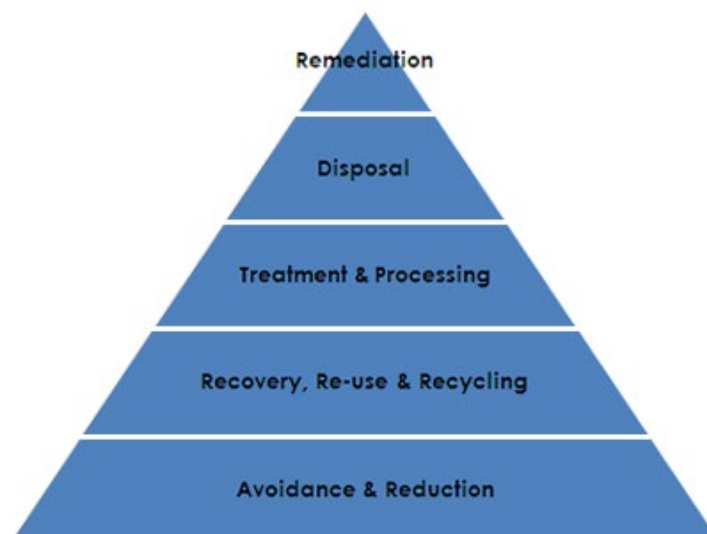 Remediation
Disposal
Treatment & Processing
Recovery, Re-use & Recycling
Avoidance & Reduction